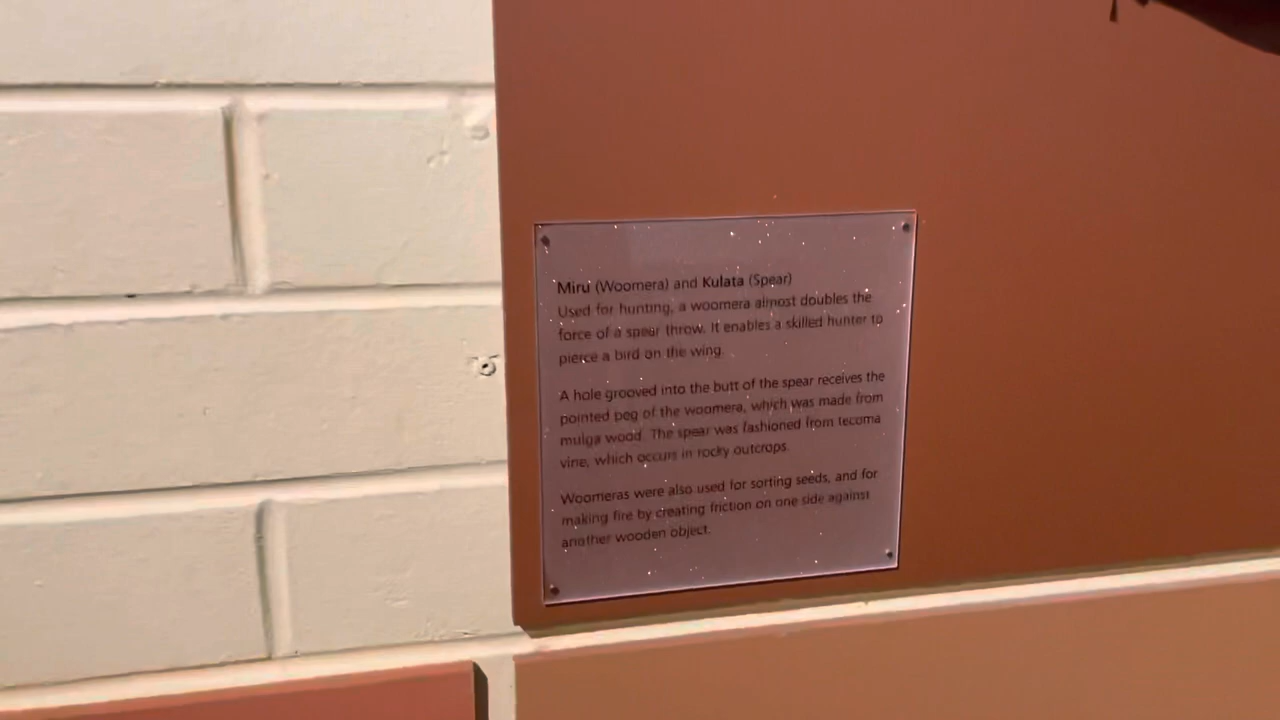 Miru (Woomera) and Kulata (Spear)
Used for hunting, a woomera almost doubles the
force of a spear throw. It enables a skilled hunter to
pierce a bird on the wing.
A hole grooved into the butt of the spear receives the
pointed peg of the woomera, which was made from
mulga wood. The spear was fashioned from tecoma
vine, which occurs in rocky outcrops.
Woomeras were also used for sorting seeds, and for
making fire by creating friction on one side against
another wooden object.